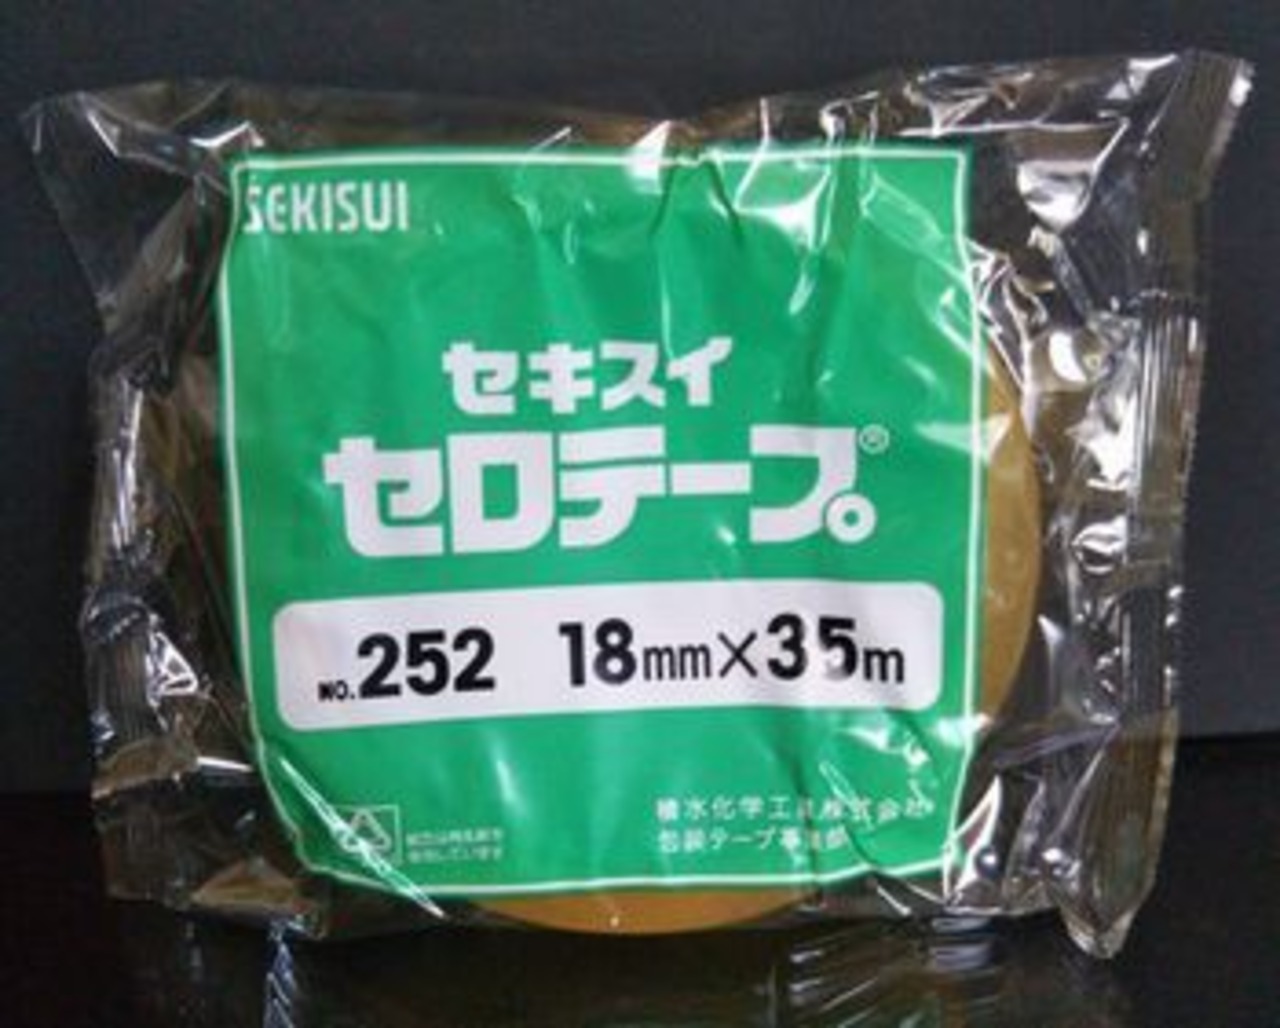 SEKISUI
セキスイ
セロテープ®
NO.252 18mm×35m
積水化学工業株式会社
包装テープ事業部